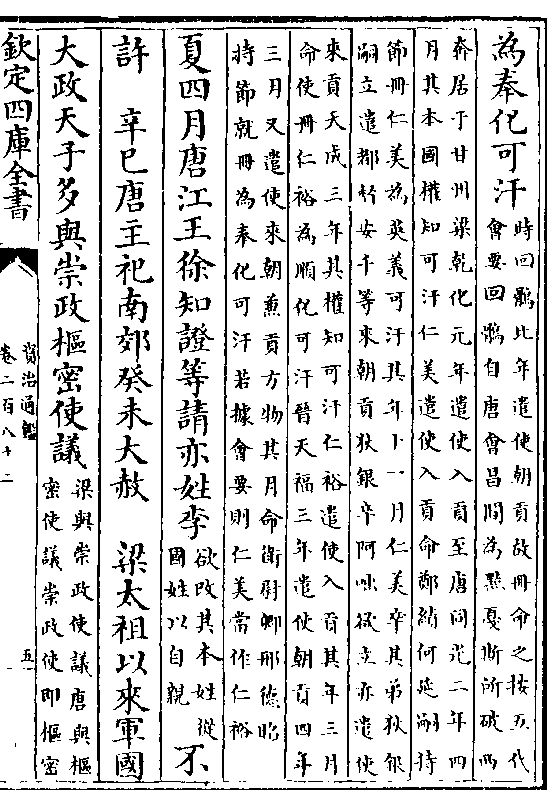 為奉化可汗
時回鶻比年遣使朝貢故冊命之按五代
會要回鶻自唐會昌間為黠戛斯所破西
奔居于甘州梁乾化元年遣使入貢至唐同光二年四
月其本國權知可汗仁美遣使入貢命鄭績何延嗣持
節冊仁美為英義可汗其年十一月仁美卒其弟狄銀
嗣立遣都督安千等來朝貢狄銀卒阿咄欲立亦遣使
來貢天成三年其權知可汗仁裕遣使入貢其年三月
命使冊仁裕為順化可汗晉天福三年遣使朝貢四年
三月又遣使來朝兼貢方物其月命衛尉卿邢德昭
持節就冊為奉化可汗若據會要則仁美當作仁裕
夏四月唐江王徐知證等請亦姓李
欲改其本姓從
國姓以自親
不
許　辛巳唐主祀南郊癸未大赦　梁太祖以來軍國
大政天子多與崇政樞密使議
梁與崇政使議唐與樞
密使議崇政使即樞密
欽定四庫全書
資治通鑑
卷二百八十二
五